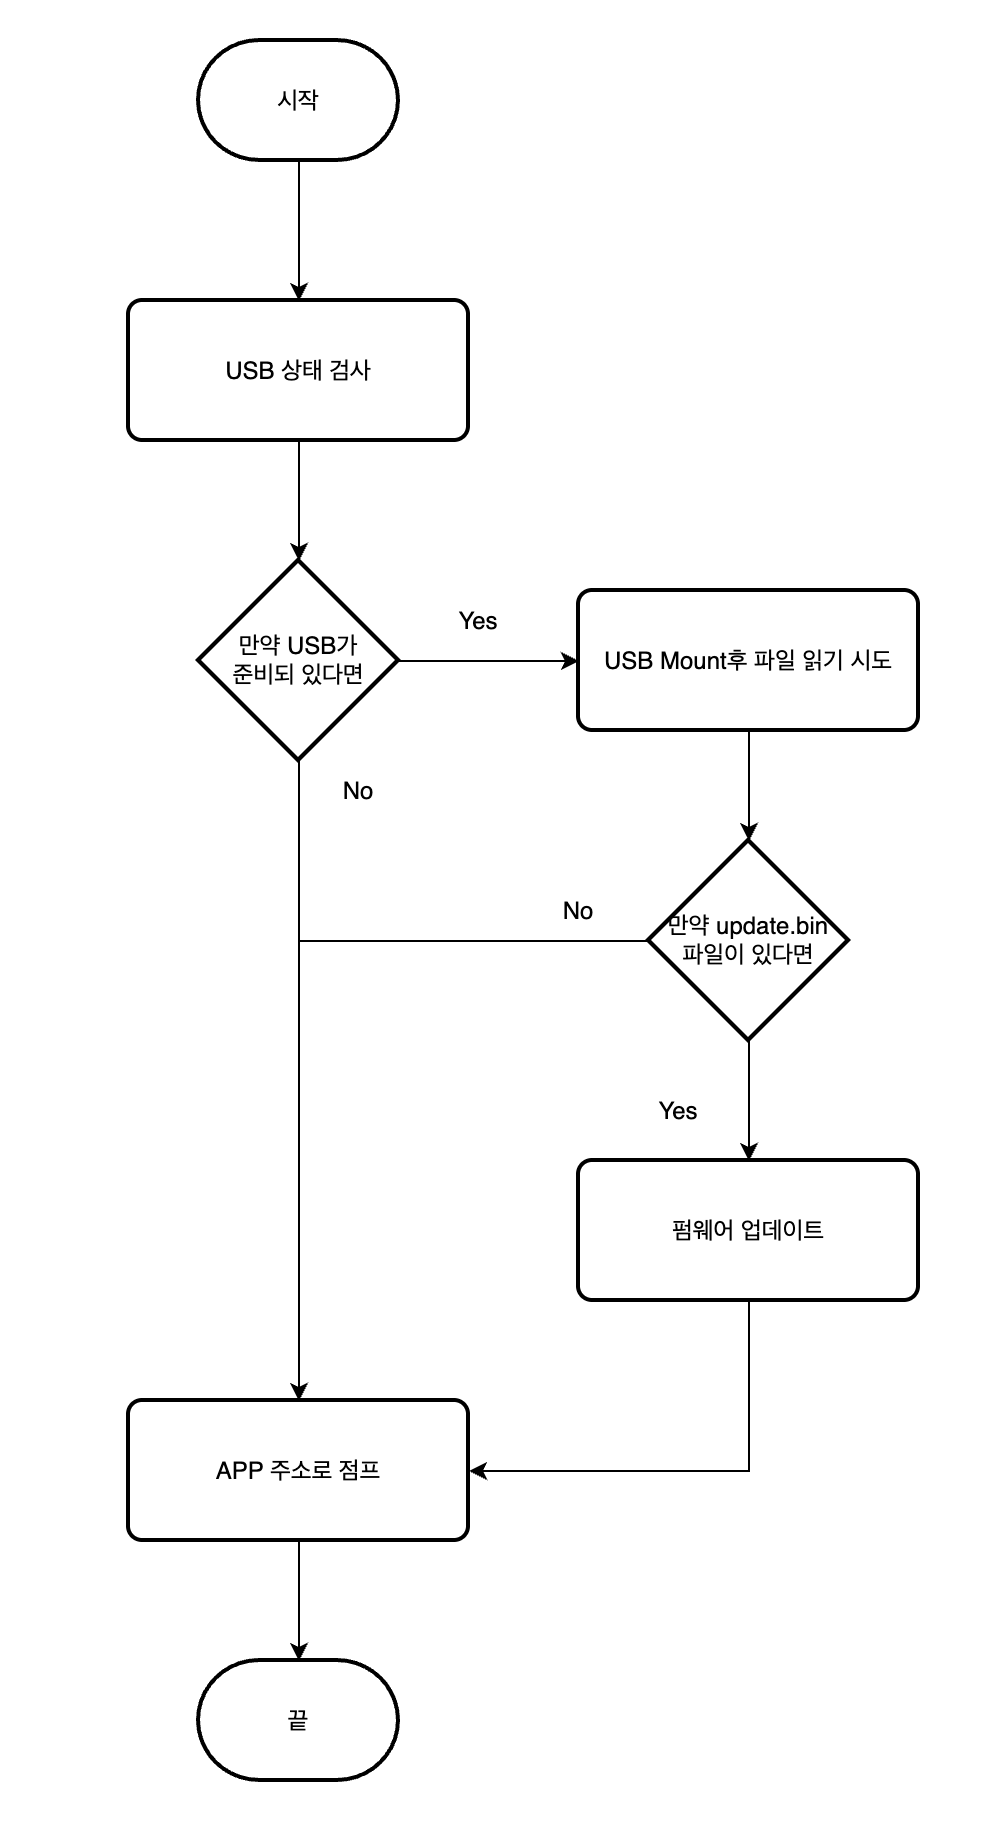 시작
USB 상태 검사
만약 USB가
준비되 있다면
Yes
USB Mount후 파일 읽기 시도
No
No
만약 update.bin
파일이 있다면
Yes
펌웨어 업데이트
APP 주소로 점프
끝